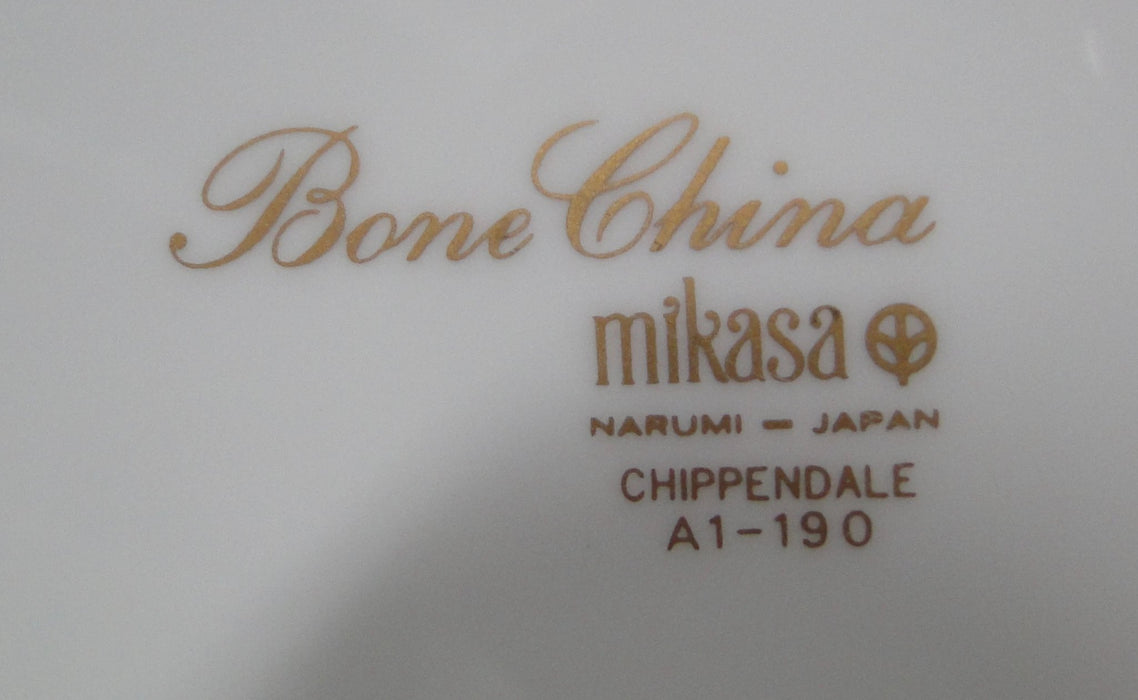 Bone China
mikasa
NARUMI - JAPAN
CHIPPENDALE
A1-190